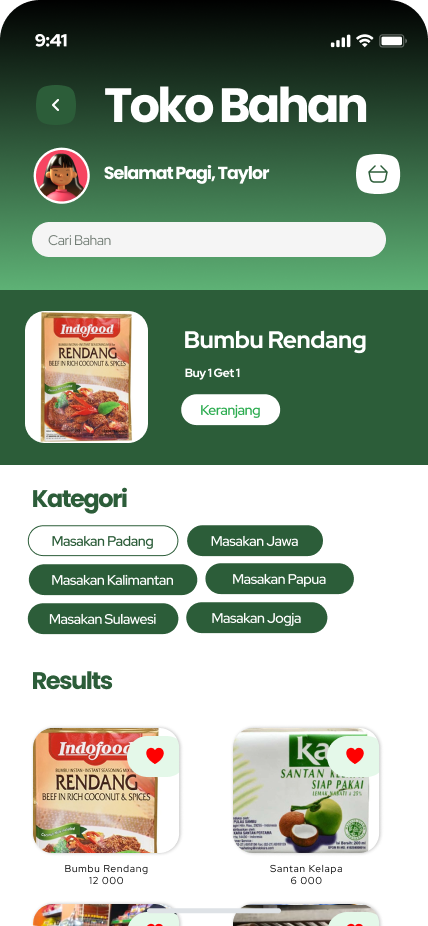 9:41
Toko Bahan
Selamat Pagi, Taylor
Cari Bahan
Indofood
RENDANG
BEEF IN RICH COCONUT & SPICES
Bumbu Rendang
Buy 1 Get 1
Keranjang
Kategori
Masakan Padang
Masakan Jawa
Masakan Kalimantan
Masakan Papua
Masakan Sulawesi
Masakan Jogja
Results
Indofood
RENDANG
BEEF IN RICH COCONUT & SPICES
ka
SANTAN
SIAP PAKAI
Bumbu Rendang
12 000
Santan Kelapa
6 000